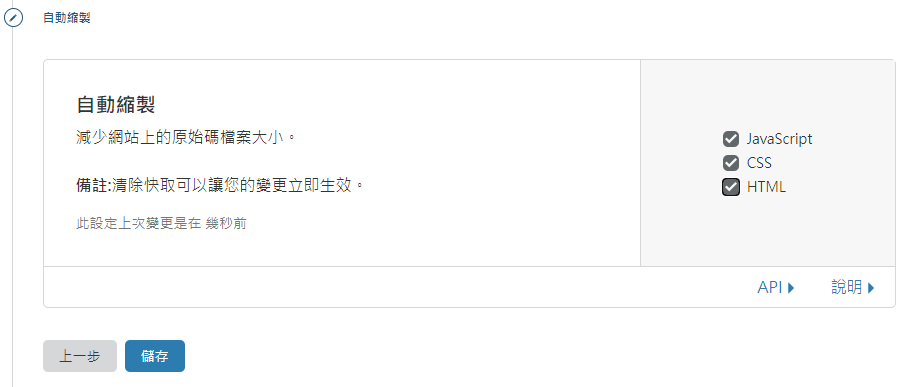 自動縮製
自動縮製
減少網站上的原始碼檔案大小。
備註:清除快取可以讓您的變更立即生效。
此設定上次變更是在 幾秒前
JavaScript
CSS
HTML
API
說明
上一步
儲存